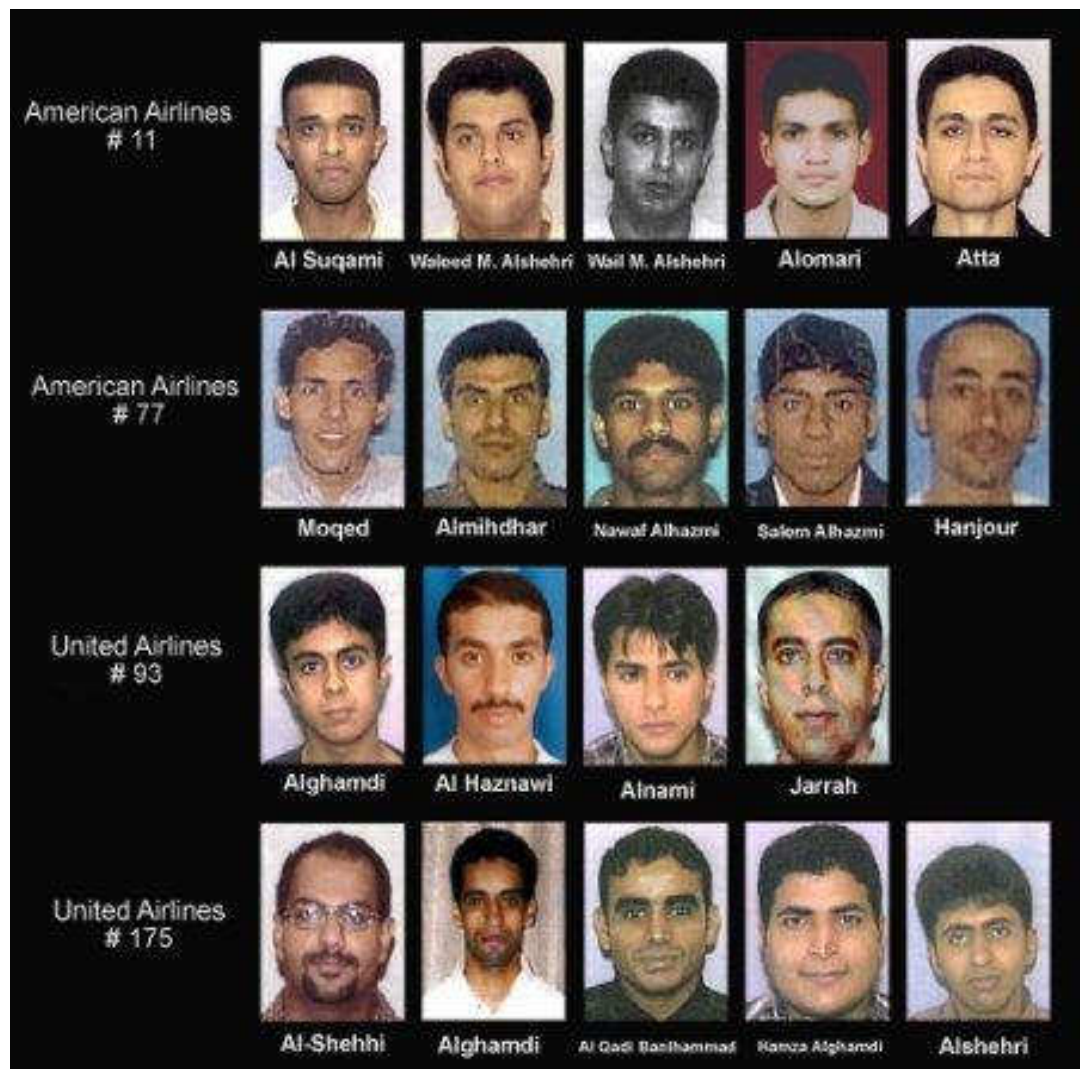 American Airlines
# 11
Al Suqami Waleed M. Alshehri Wail M. Alshehri Alomari Atta
American Airlines
# 77
Moqed Almihdhar Nawaf Alhazmi Salem Alhazmi Hanjour
United Airlines
# 93
Alghamdi Al Haznawi Alnami Jarrah
United Airlines
# 175
Al-Shehhi Alghamdi Al Qadi Banihammad Hamza Alghamdi Alshehri